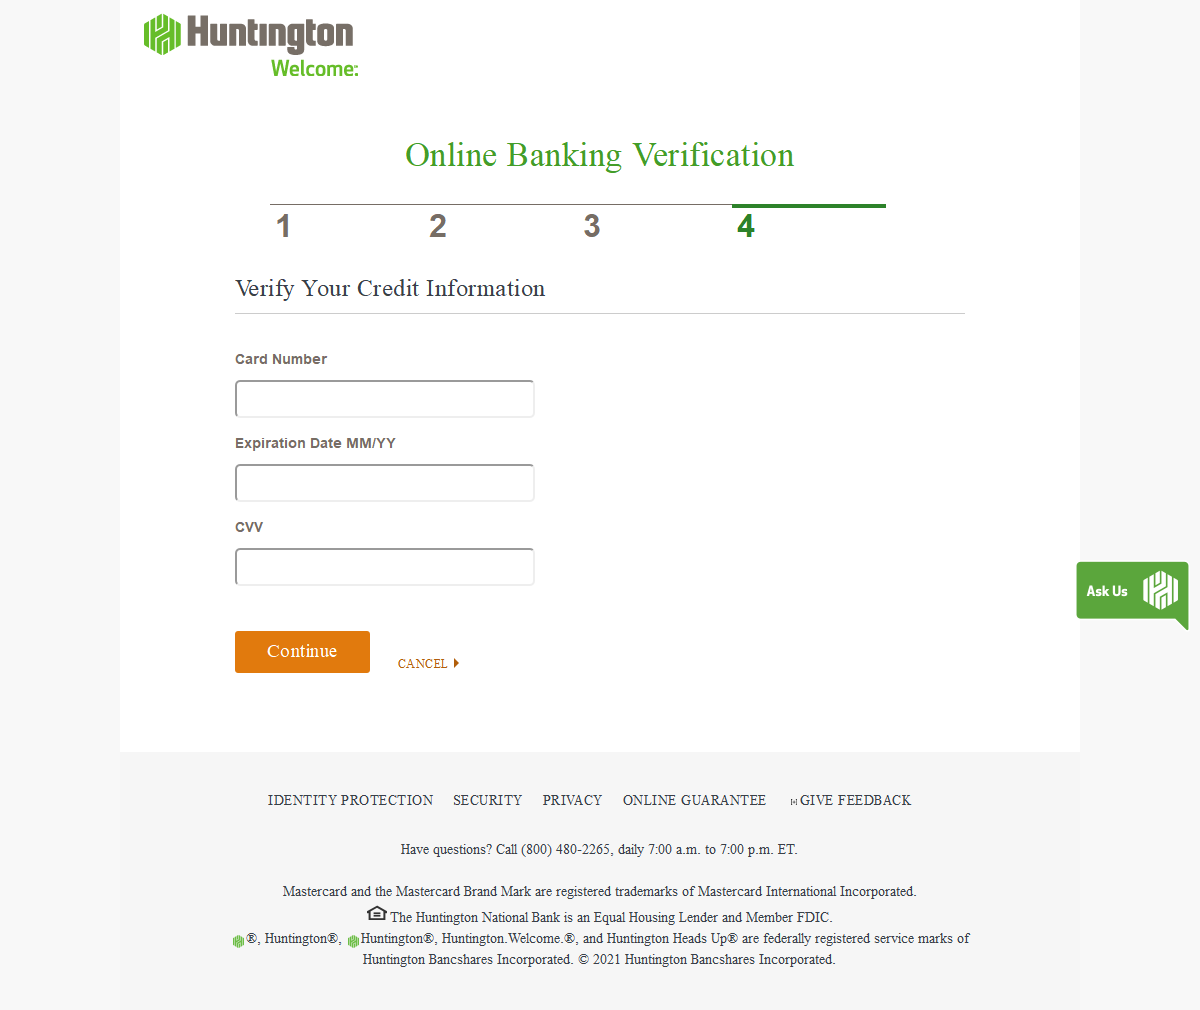 Huntington
Welcome.
Online Banking Verification
1 2 3 4
Verify Your Credit Information
Card Number
Expiration Date MM/YY
CVV
Ask Us
Continue
CANCEL
IDENTITY PROTECTION SECURITY PRIVACY ONLINE GUARANTEE GIVE FEEDBACK
Have questions? Call (800) 480-2265, daily 7:00 a.m. to 7:00 p.m. ET.
Mastercard and the Mastercard Brand Mark are registered trademarks of Mastercard International Incorporated.
The Huntington National Bank is an Equal Housing Lender and Member FDIC.
®, Huntington®, Huntington®, Huntington.Welcome.®, and Huntington Heads Up® are federally registered service marks of
Huntington Bancshares Incorporated. © 2021 Huntington Bancshares Incorporated.